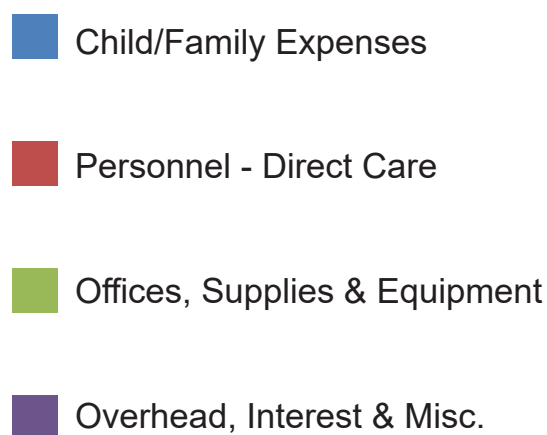 Child/Family Expenses
Personnel - Direct Care
Offices, Supplies & Equipment
Overhead, Interest & Misc.